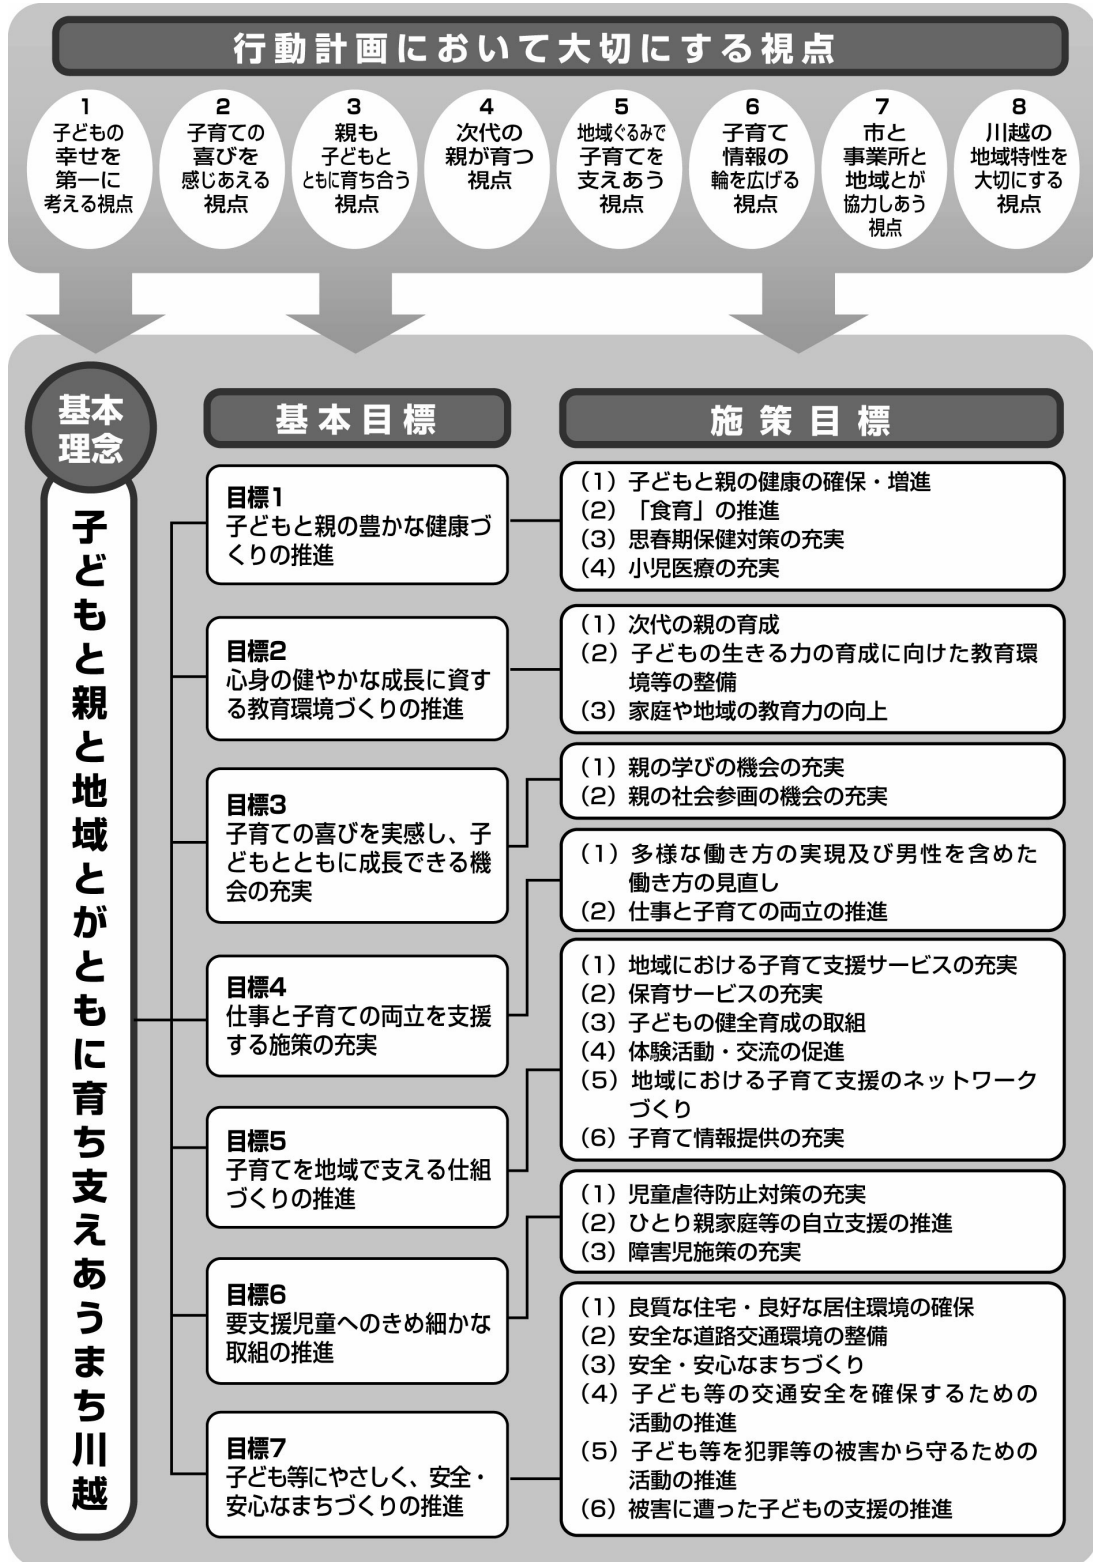 行動計画において大切にする視点
1
子どもの
幸せを
第一に
考える視点
2
子育ての
喜びを
感じあえる
視点
3
親も
子どもと
ともに育ち合う
視点
4
次代の
親が育つ
視点
5
地域ぐるみで
子育てを
支えあう
視点
6
子育て
情報の
輪を広げる
視点
7
市と
事業所と
地域とが
協力しあう
視点
8
川越の
地域特性を
大切にする
視点
基本
理念
子どもと親と地域とがともに育ち支えあうまち川越
基本目標
施策目標
目標1
子どもと親の豊かな健康づ
くりの推進
(1) 子どもと親の健康の確保・増進
(2) 「食育」の推進
(3) 思春期保健対策の充実
(4) 小児医療の充実
目標2
心身の健やかな成長に資す
る教育環境づくりの推進
(1) 次代の親の育成
(2) 子どもの生きる力の育成に向けた教育環
境等の整備
(3) 家庭や地域の教育力の向上
目標3
子育ての喜びを実感し、子
どもとともに成長できる機
会の充実
(1) 親の学びの機会の充実
(2) 親の社会参画の機会の充実
目標4
仕事と子育ての両立を支援
する施策の充実
(1) 多様な働き方の実現及び男性を含めた
働き方の見直し
(2) 仕事と子育ての両立の推進
目標5
子育てを地域で支える仕組
づくりの推進
(1) 地域における子育て支援サービスの充実
(2) 保育サービスの充実
(3) 子どもの健全育成の取組
(4) 体験活動・交流の促進
(5) 地域における子育て支援のネットワーク
づくり
(6) 子育て情報提供の充実
目標6
要支援児童へのきめ細かな
取組の推進
(1) 児童虐待防止対策の充実
(2) ひとり親家庭等の自立支援の推進
(3) 障害児施策の充実
目標7
子ども等にやさしく、安全・
安心なまちづくりの推進
(1) 良質な住宅・良好な居住環境の確保
(2) 安全な道路交通環境の整備
(3) 安全・安心なまちづくり
(4) 子ども等の交通安全を確保するための
活動の推進
(5) 子ども等を犯罪等の被害から守るための
活動の推進
(6) 被害に遭った子どもの支援の推進